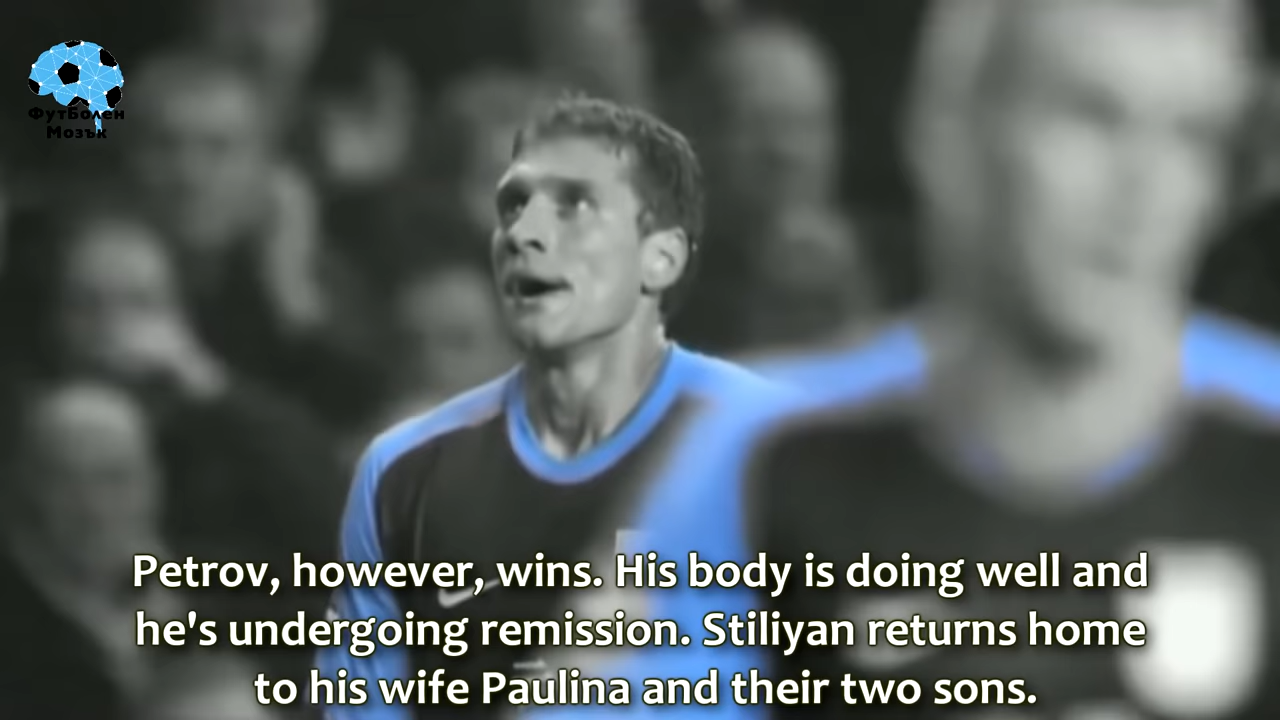 Футболен
Мозък
Petrov, however, wins. His body is doing well and
he's undergoing remission. Stiliyan returns home
to his wife Paulina and their two sons.